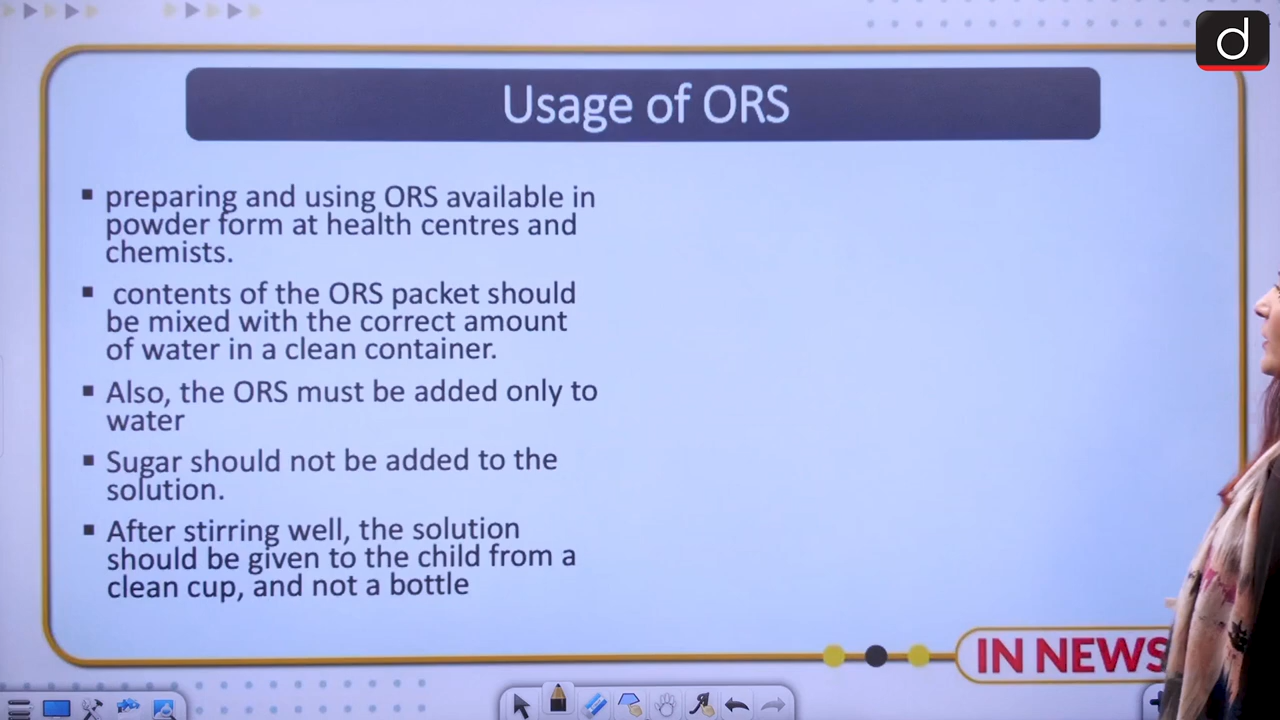 d
Usage of ORS
▪ preparing and using ORS available in
powder form at health centres and
chemists.
▪ contents of the ORS packet should
be mixed with the correct amount
of water in a clean container.
▪ Also, the ORS must be added only to
water
▪ Sugar should not be added to the
solution.
▪ After stirring well, the solution
should be given to the child from a
clean cup, and not a bottle
IN NEWS